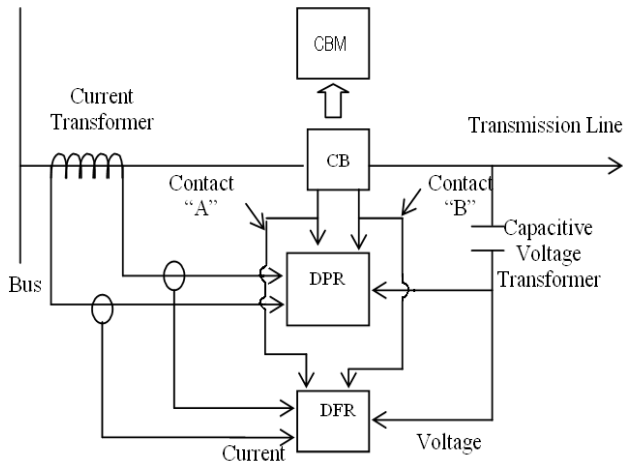 CBM
Current
Transformer
Transmission Line
CB
Contact
“A”
Contact
“B”
Capacitive
Voltage
Transformer
Bus
DPR
DFR
Current
Voltage